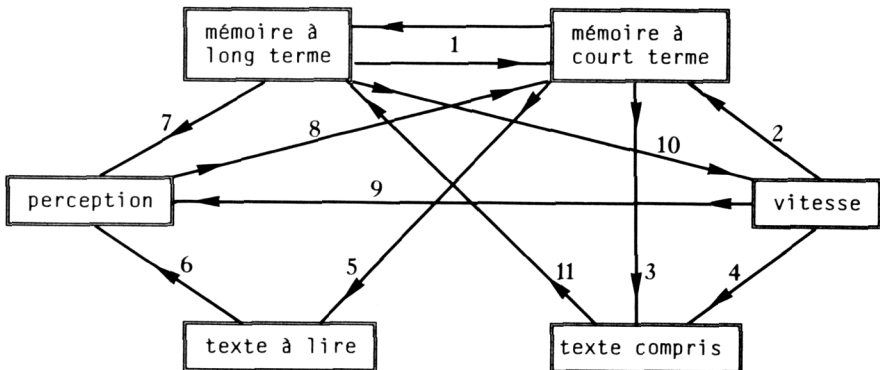 mémoire à
long terme
mémoire à
court terme
1
7
8
10
2
perception
9
vitesse
6
5
11
3
4
texte à lire
texte compris